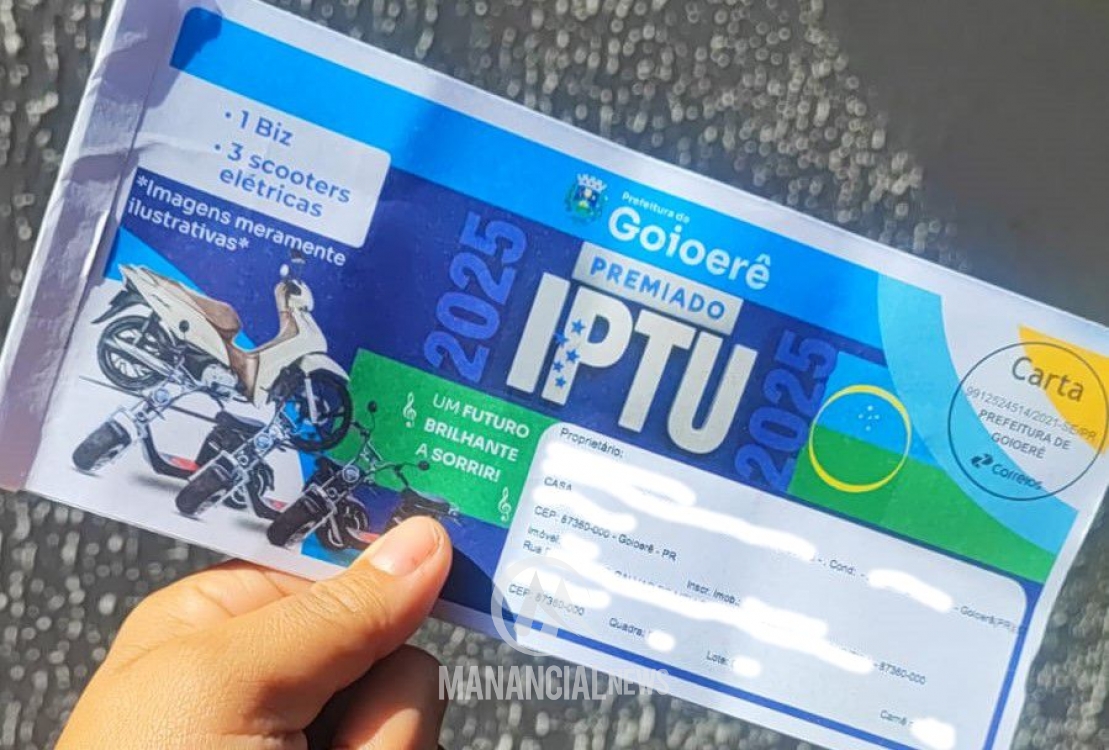 • 1 Biz
• 3 scooters
elétricas
*Imagens meramente
ilustrativas*
2025
Prefeitura de
Goioerê
PREMIADO
IPTU
2025
UM FUTURO
BRILHANTE
A SORRIR!
Carta
9912524514/2021-SE/PR
PREFEITURA DE
GOIOERÊ
Correios
Proprietário:
CASA
- Cond:
CEP: 87360-000 - Goioerê - PR
Imóvel:
Inscr. Imob.:
- Goioerê(PR)
Rua
- 87360-000
CEP: 87360-000
Quadra:
Lote:
Carnê:
MANANCIALNEWS